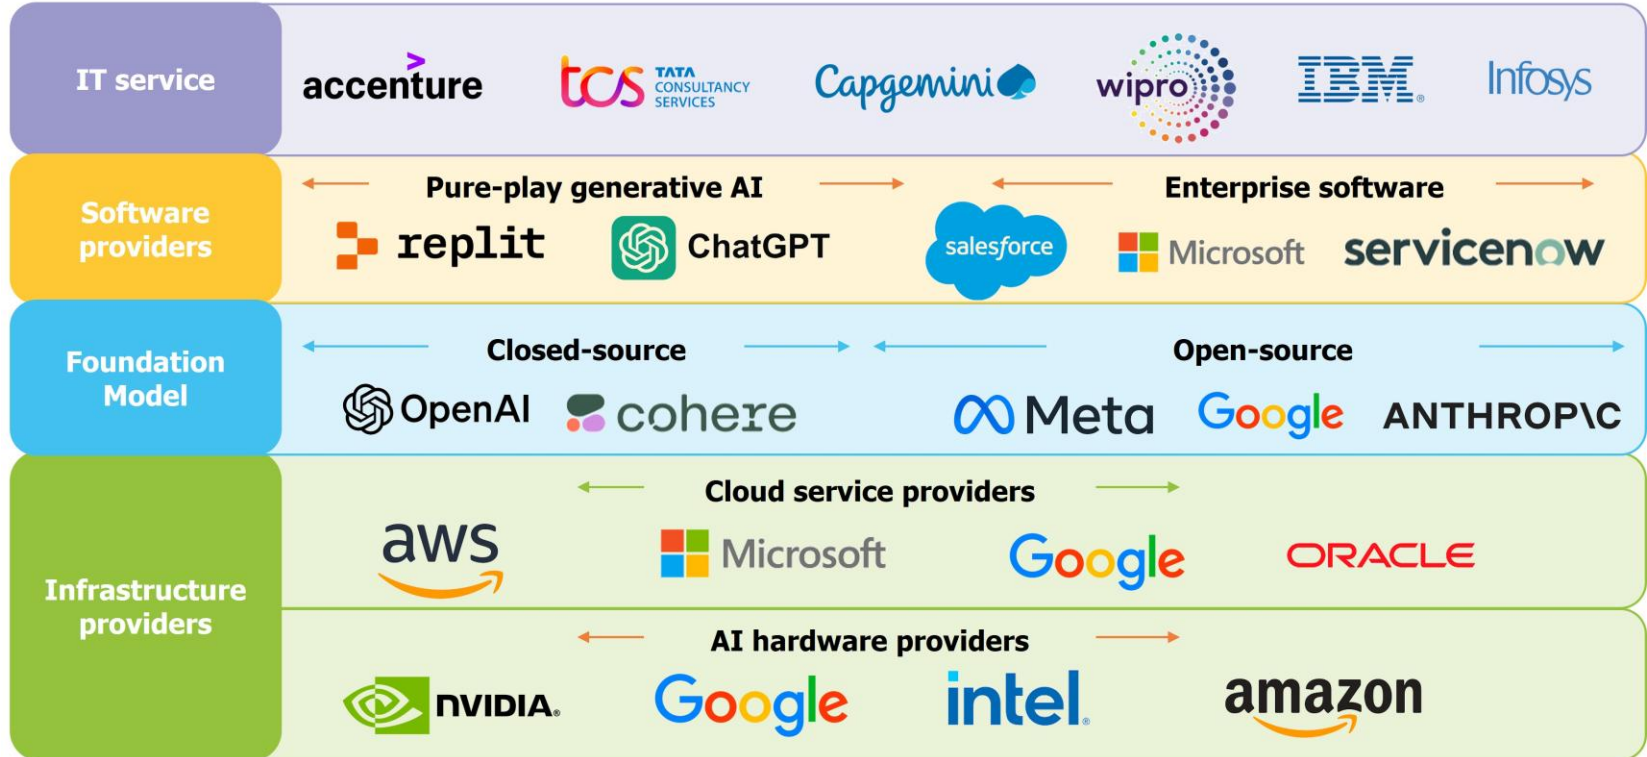 IT service
accenture
tcs TATA
CONSULTANCY
SERVICES
Capgemini
wipro
IBM®
Infosys
Software
providers
Pure-play generative AI
Enterprise software
replit
ChatGPT
salesforce
Microsoft
servicenow
Foundation
Model
Closed-source
Open-source
OpenAI
cohere
Meta
Google
ANTHROP\C
Infrastructure
providers
Cloud service providers
aws
Microsoft
Google
ORACLE
AI hardware providers
nVIDIA®
Google
intel®
amazon